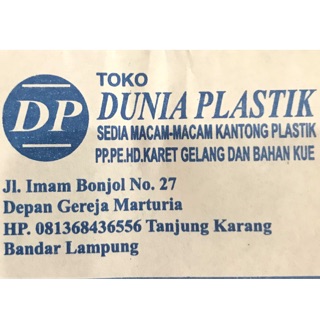 TOKO
DP
DUNIA PLASTIK
SEDIA MACAM-MACAM KANTONG PLASTIK
PP.PE.HD.KARET GELANG DAN BAHAN KUE
Jl. Imam Bonjol No. 27
Depan Gereja Marturia
HP. 081368436556 Tanjung Karang
Bandar Lampung